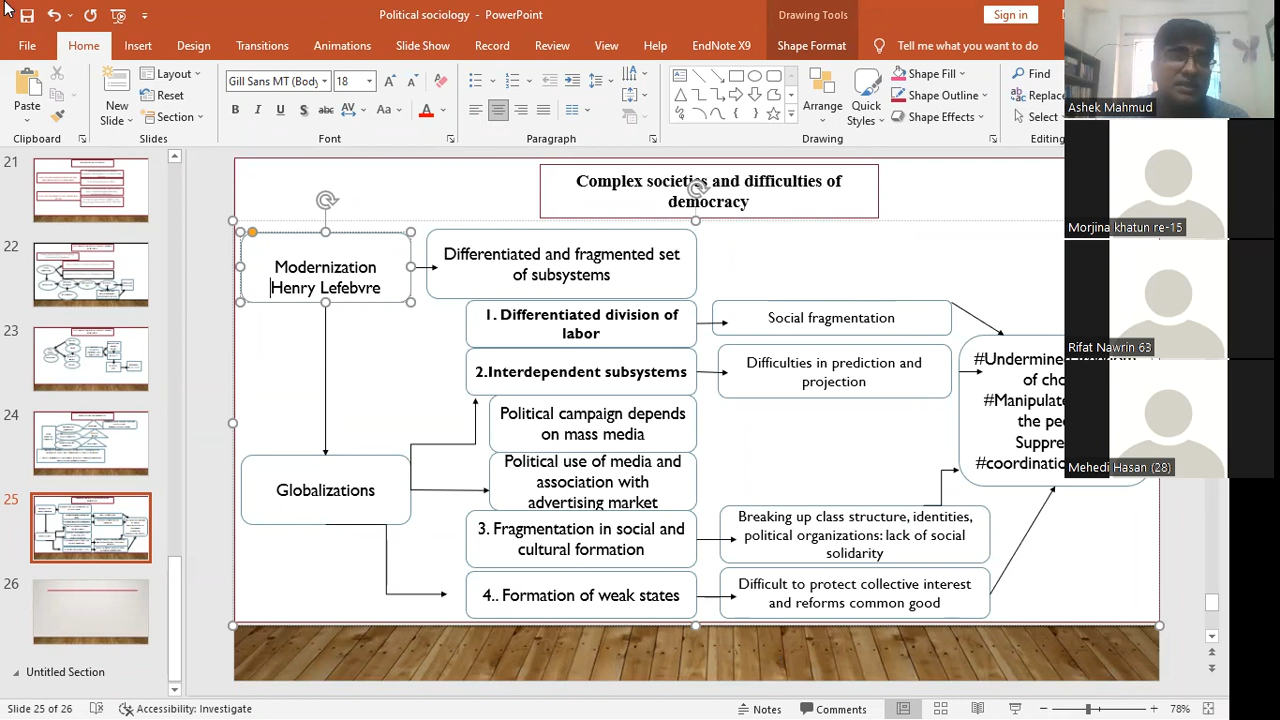 Political sociology - PowerPoint
Drawing Tools
Sign in
File
Home
Insert
Design
Transitions
Animations
Slide Show
Record
Review
View
Help
EndNote X9
Shape Format
Tell me what you want to do
Paste
New
Slide
Layout
Reset
Section
Gill Sans MT (Body)
18
B I U S abc AV Aa A
Arrange
Quick
Styles
Shape Fill
Shape Outline
Shape Effects
Find
Replace
Select
Clipboard
Slides
Font
Paragraph
Drawing
Editing
Ashek Mahmud
Morjina khatun re-15
Rifat Nawrin 63
Mehedi Hasan (28)
21
22
23
24
25
26
Untitled Section
Complex societies and difficulties of
democracy
Modernization
Henry Lefebvre
Differentiated and fragmented set
of subsystems
1. Differentiated division of
labor
Social fragmentation
2.Interdependent subsystems
Difficulties in prediction and
projection
Political campaign depends
on mass media
Political use of media and
association with
advertising market
Globalizations
3. Fragmentation in social and
cultural formation
Breaking up class structure, identities,
political organizations: lack of social
solidarity
4.. Formation of weak states
Difficult to protect collective interest
and reforms common good
#Undermine
of
#Manipulate
the
Suppre
#coordination
Slide 25 of 26
Accessibility: Investigate
Notes
Comments
78%